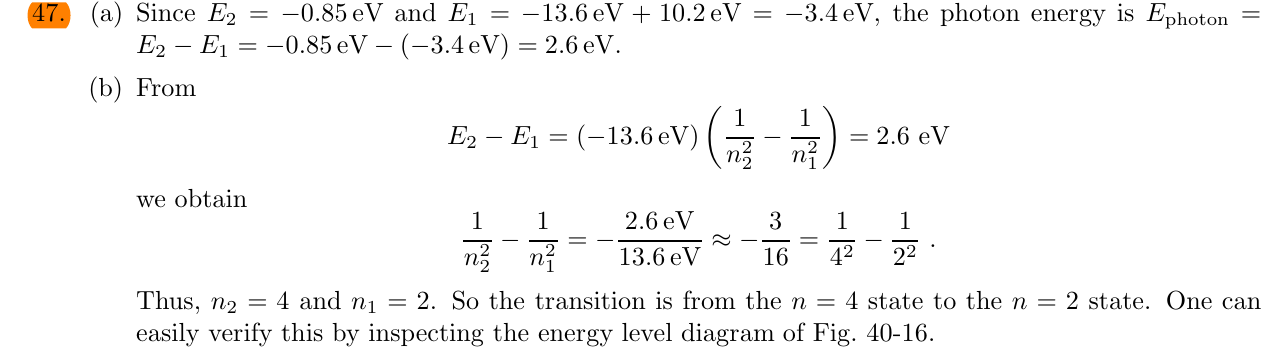 47. (a) Since E₂ = −0.85 eV and E₁ = −13.6 eV + 10.2 eV = −3.4 eV, the photon energy is E_photon =
E₂ − E₁ = −0.85 eV − (−3.4 eV) = 2.6 eV.
(b) From
E₂ − E₁ = (−13.6 eV) (1/n₂² − 1/n₁²) = 2.6 eV
we obtain
1/n₂² − 1/n₁² = − 2.6 eV/13.6 eV ≈ − 3/16 = 1/4² − 1/2² .
Thus, n₂ = 4 and n₁ = 2. So the transition is from the n = 4 state to the n = 2 state. One can
easily verify this by inspecting the energy level diagram of Fig. 40-16.